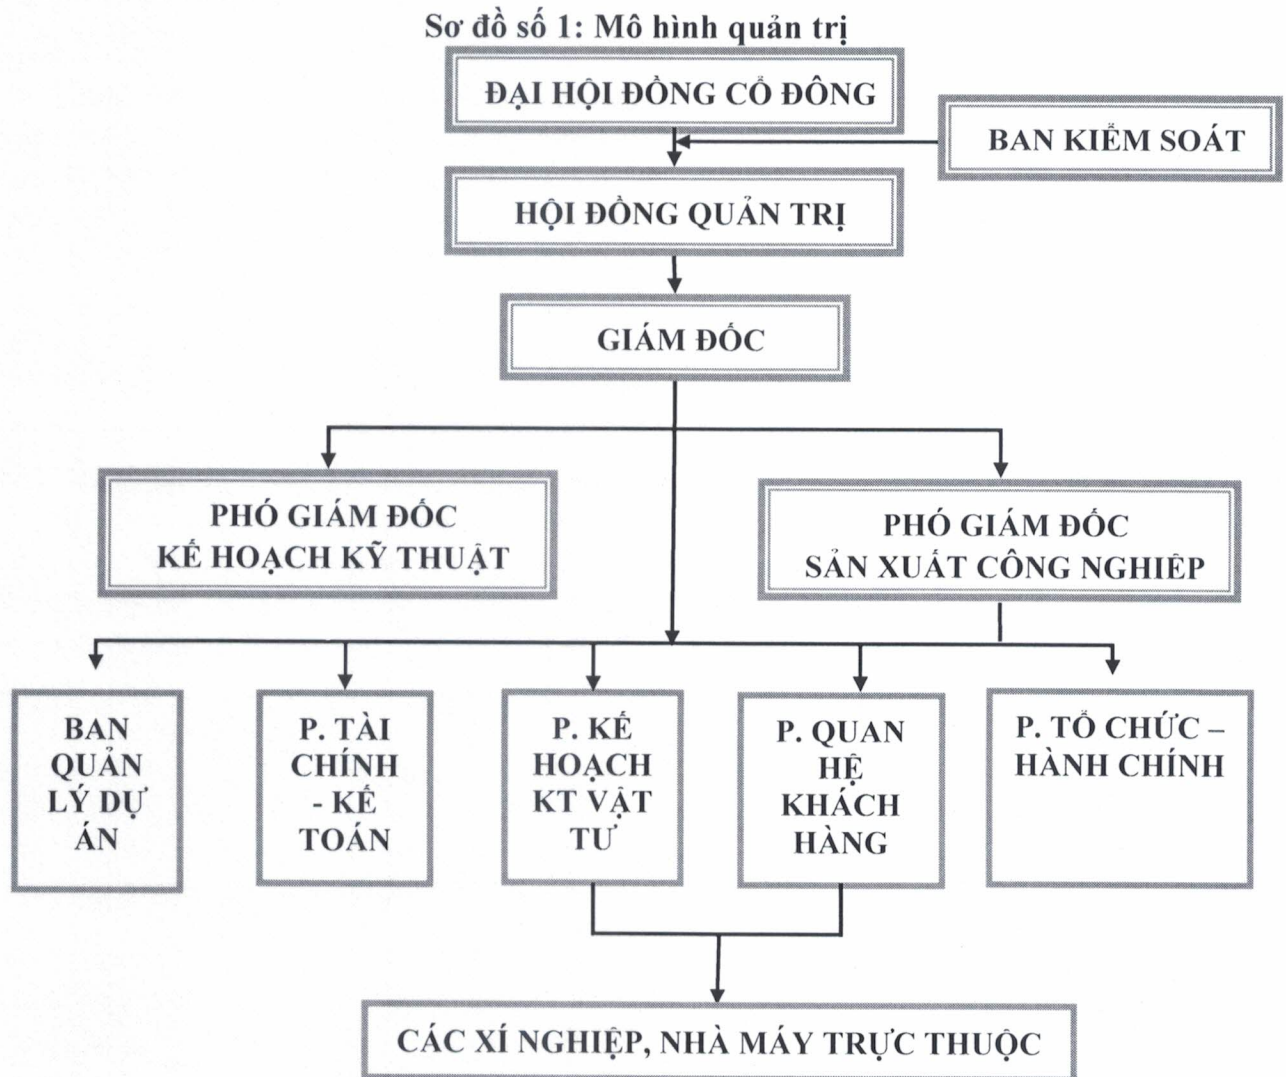 Sơ đồ số 1: Mô hình quản trị
ĐẠI HỘI ĐỒNG CỔ ĐÔNG
BAN KIỂM SOÁT
HỘI ĐỒNG QUẢN TRỊ
GIÁM ĐỐC
PHÓ GIÁM ĐỐC
KẾ HOẠCH KỸ THUẬT
PHÓ GIÁM ĐỐC
SẢN XUẤT CÔNG NGHIỆP
BAN
QUẢN
LÝ DỰ
ÁN
P. TÀI
CHÍNH
- KẾ
TOÁN
P. KẾ
HOẠCH
KT VẬT
TƯ
P. QUAN
HỆ
KHÁCH
HÀNG
P. TỔ CHỨC –
HÀNH CHÍNH
CÁC XÍ NGHIỆP, NHÀ MÁY TRỰC THUỘC